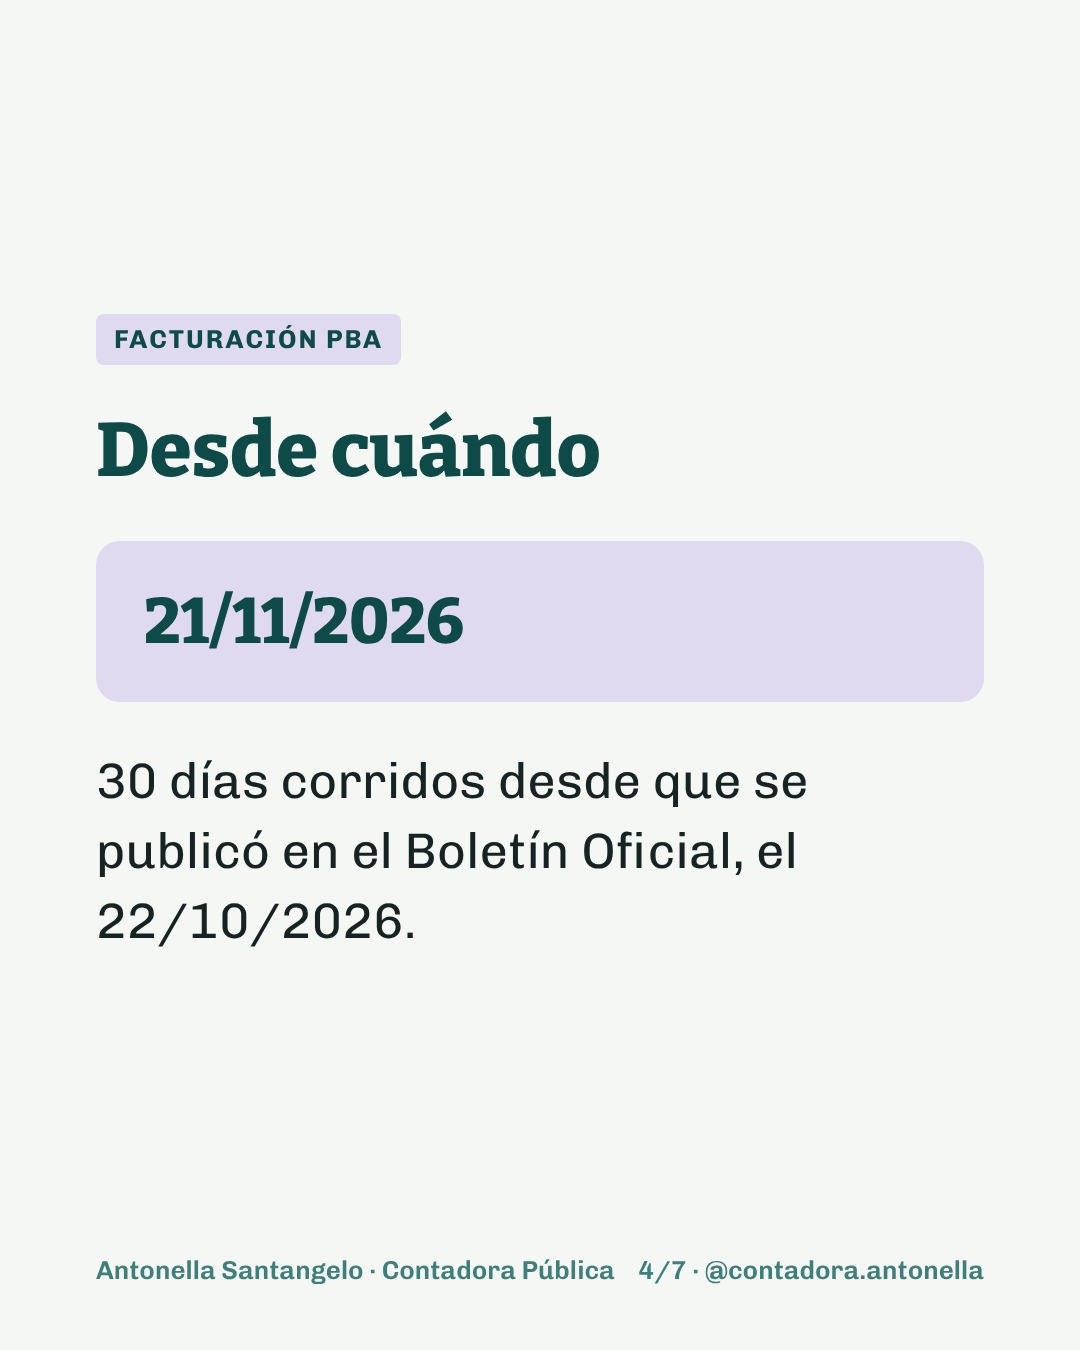 FACTURACIÓN PBA
Desde cuándo
21/11/2026
30 días corridos desde que se
publicó en el Boletín Oficial, el
22/10/2026.
Antonella Santangelo · Contadora Pública 4/7 · @contadora.antonella